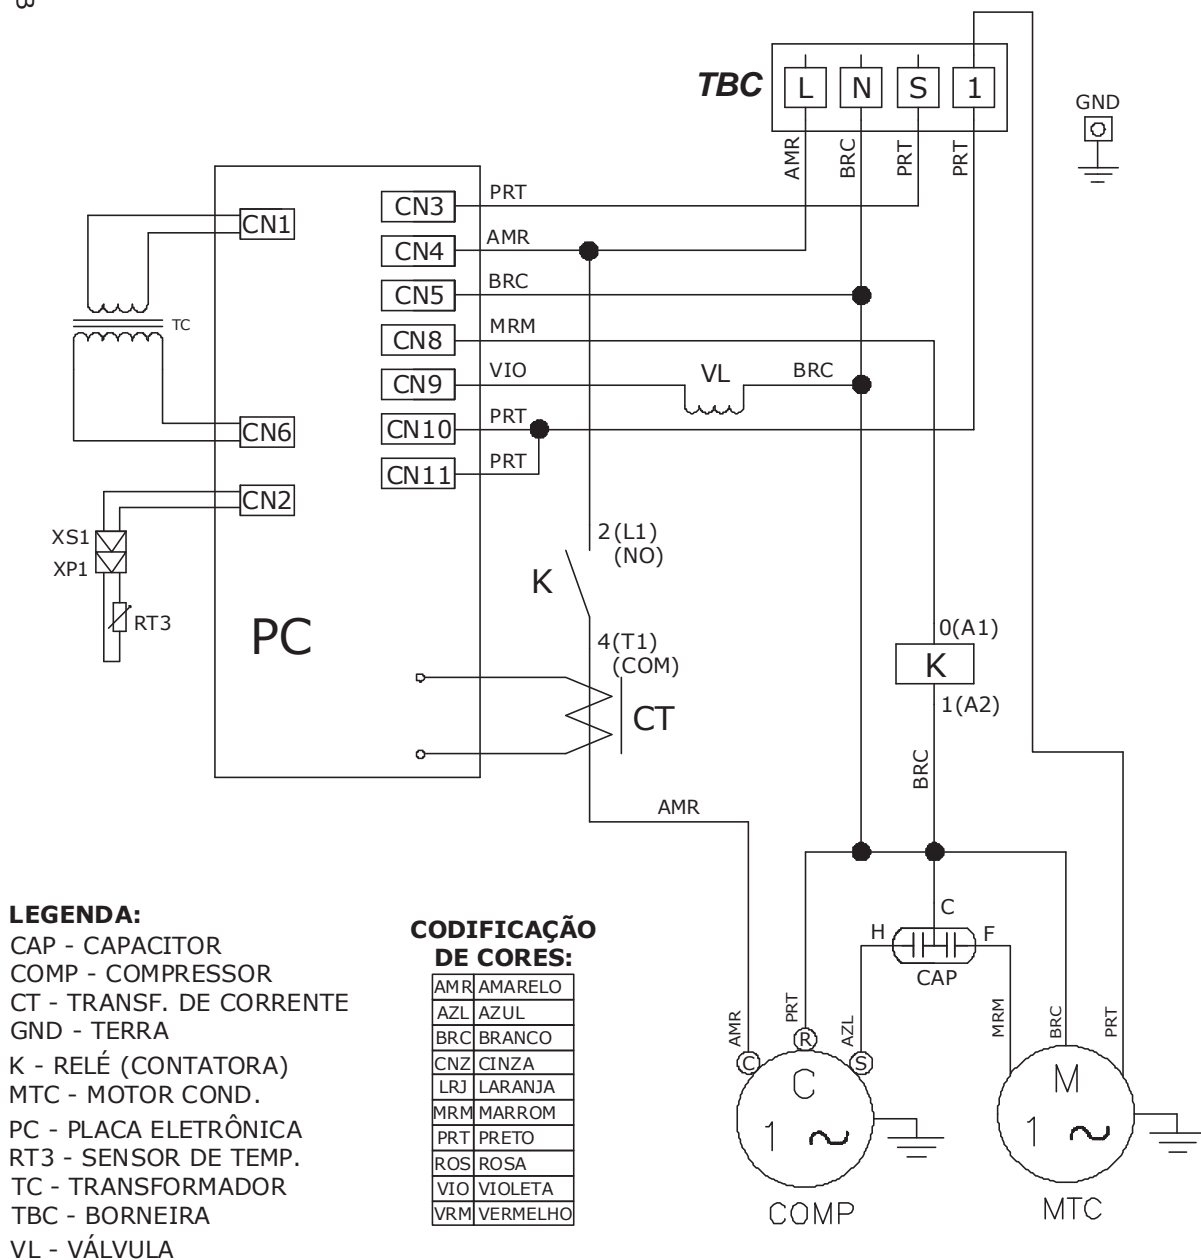 B
TBC
L N S 1
GND
AMR BRC PRT PRT
CN3 PRT
CN1
CN4 AMR
CN5 BRC
CN8 MRM
TC
CN9 VIO
VL
BRC
CN10 PRT
CN6
CN11 PRT
CN2
XS1
XP1
RT3
2(L1)
(NO)
K
PC
4(T1)
(COM)
0(A1)
K
1(A2)
CT
BRC
AMR
C
H F
CAP
AMR PRT AZL MRM BRC PRT
C R S
C
1 ~
COMP
M
1 ~
MTC
LEGENDA:
CAP - CAPACITOR
COMP - COMPRESSOR
CT - TRANSF. DE CORRENTE
GND - TERRA
K - RELÉ (CONTATORA)
MTC - MOTOR COND.
PC - PLACA ELETRÔNICA
RT3 - SENSOR DE TEMP.
TC - TRANSFORMADOR
TBC - BORNEIRA
VL - VÁLVULA
CODIFICAÇÃO
DE CORES:
AMR AMARELO
AZL AZUL
BRC BRANCO
CNZ CINZA
LRJ LARANJA
MRM MARROM
PRT PRETO
ROS ROSA
VIO VIOLETA
VRM VERMELHO